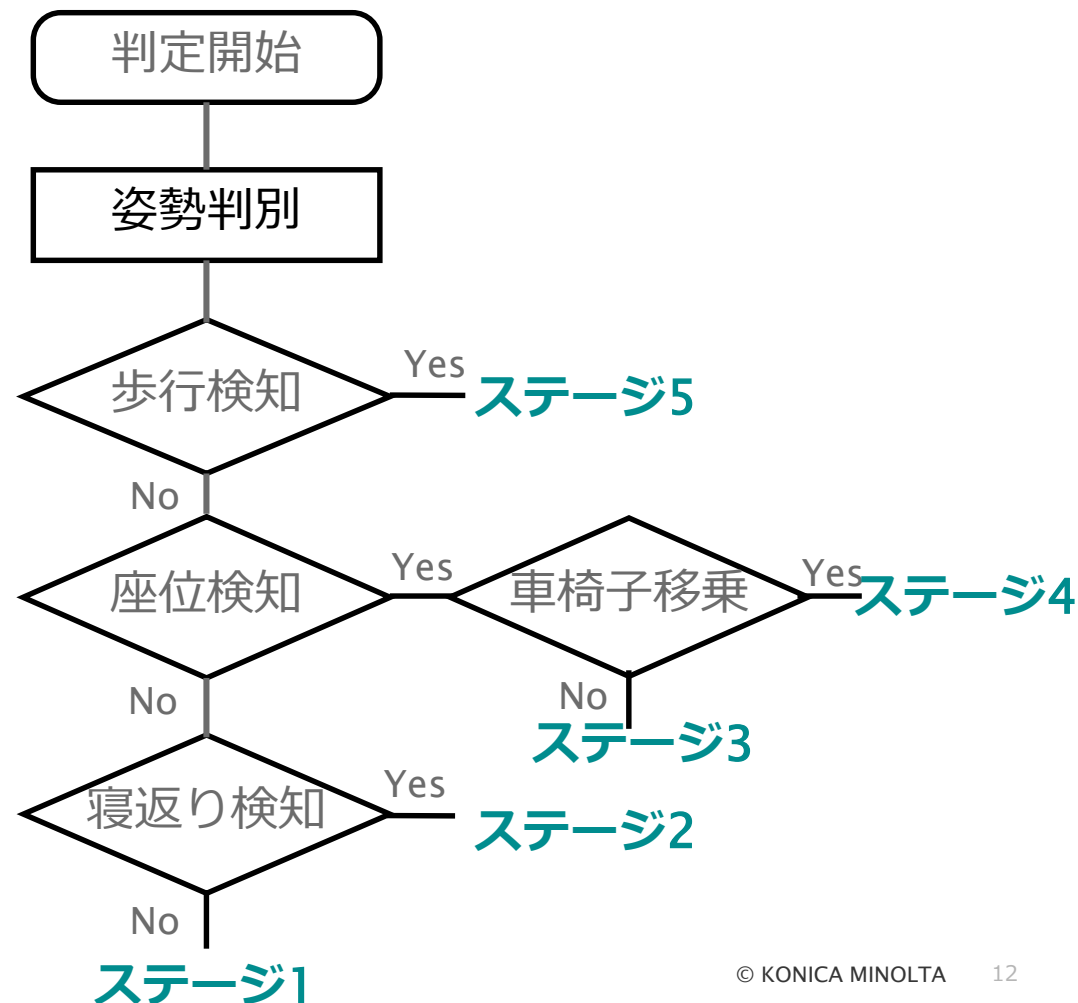 判定開始
姿勢判別
歩行検知
Yes
ステージ5
No
座位検知
Yes
車椅子移乗
Yes
ステージ4
No
No
ステージ3
寝返り検知
Yes
ステージ2
No
ステージ1
© KONICA MINOLTA
12